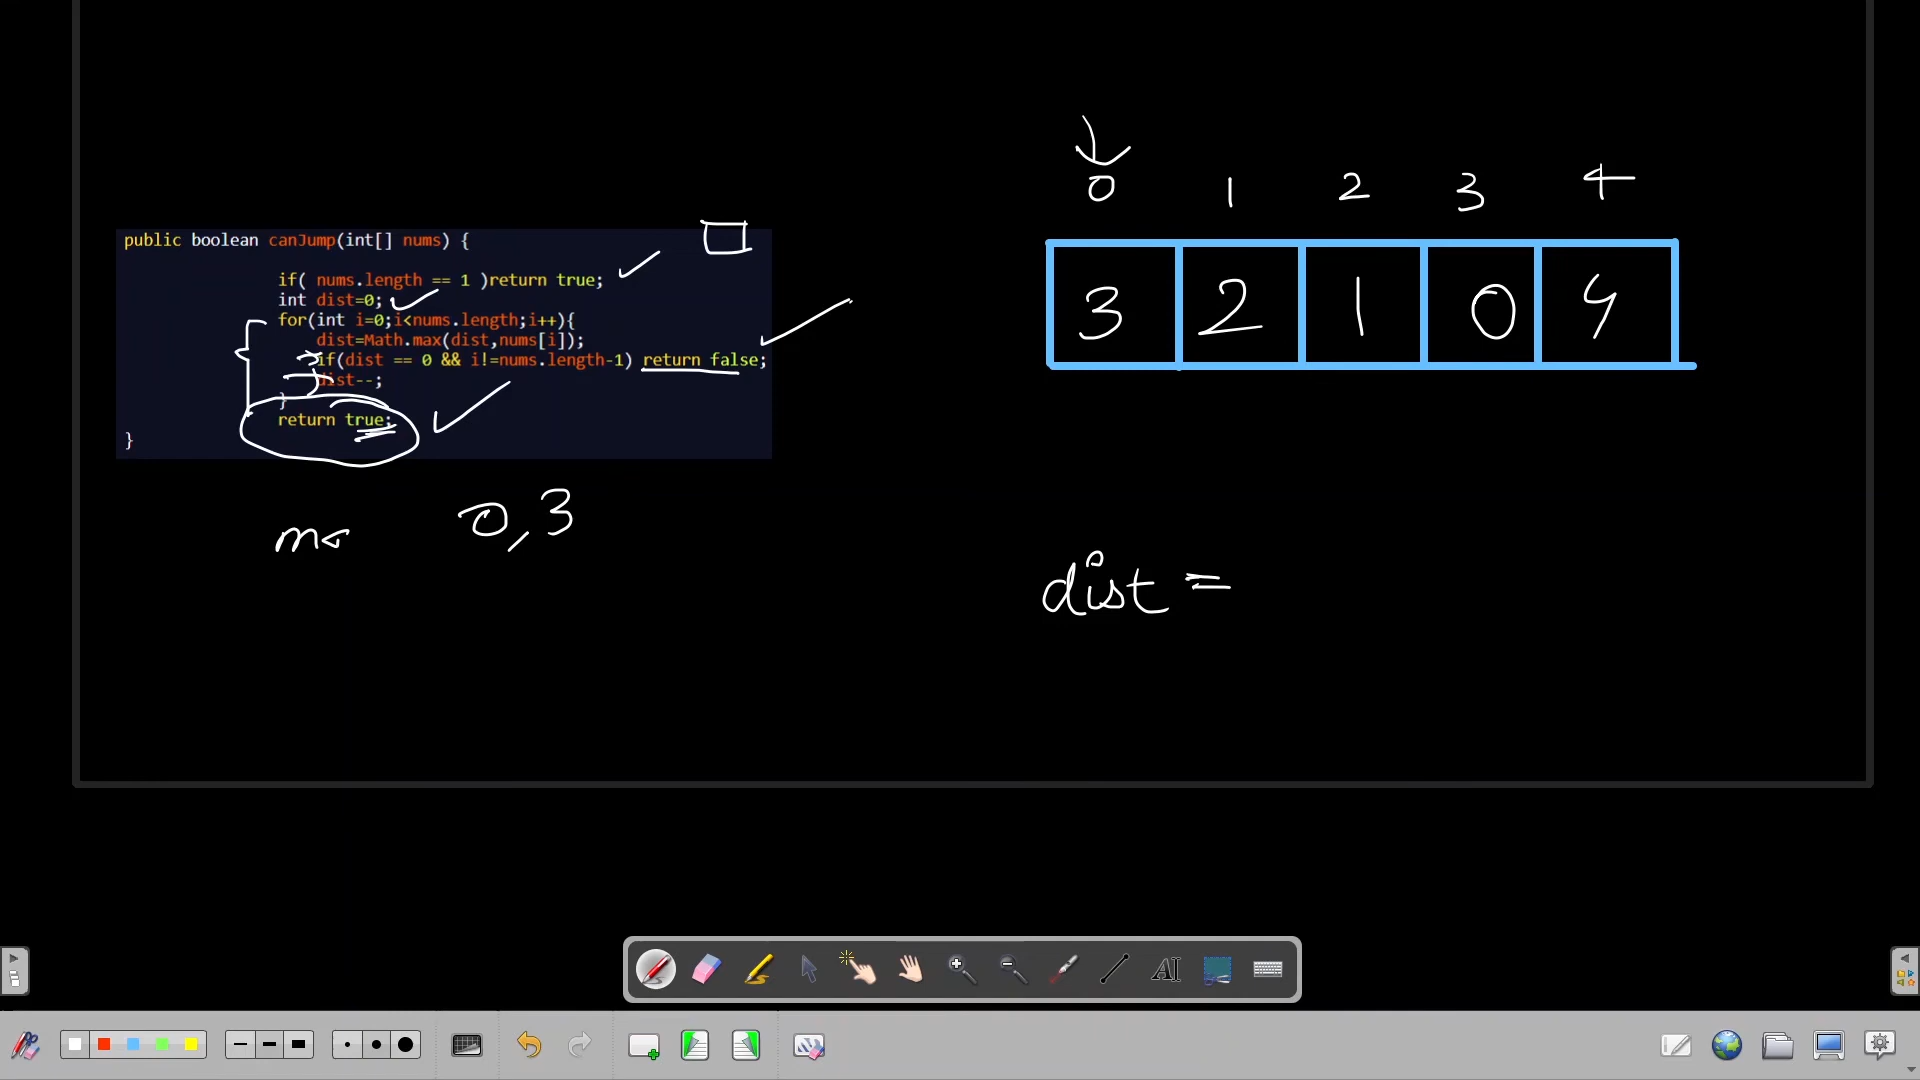 public boolean canJump(int[] nums) {
if( nums.length == 1 )return true;
int dist=0;
for(int i=0;i<nums.length;i++){
dist=Math.max(dist,nums[i]);
if(dist == 0 && i!=nums.length-1) return false;
dist--;
}
return true;
}
0 1 2 3 4
3 2 1 0 4
0,3
dist =